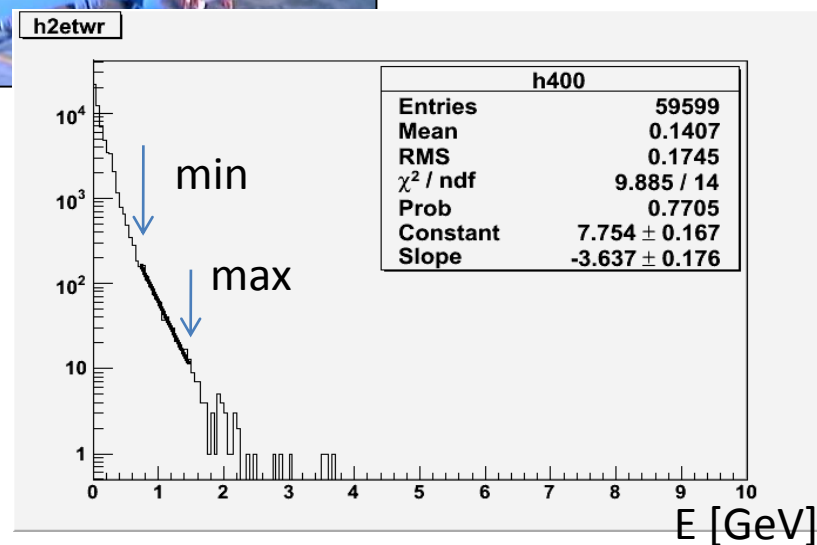 h2etwr
h400
Entries 59599
Mean 0.1407
RMS 0.1745
χ² / ndf 9.885 / 14
Prob 0.7705
Constant 7.754 ± 0.167
Slope -3.637 ± 0.176
10⁴
min
10³
max
10²
10
1
0 1 2 3 4 5 6 7 8 9 10
E [GeV]